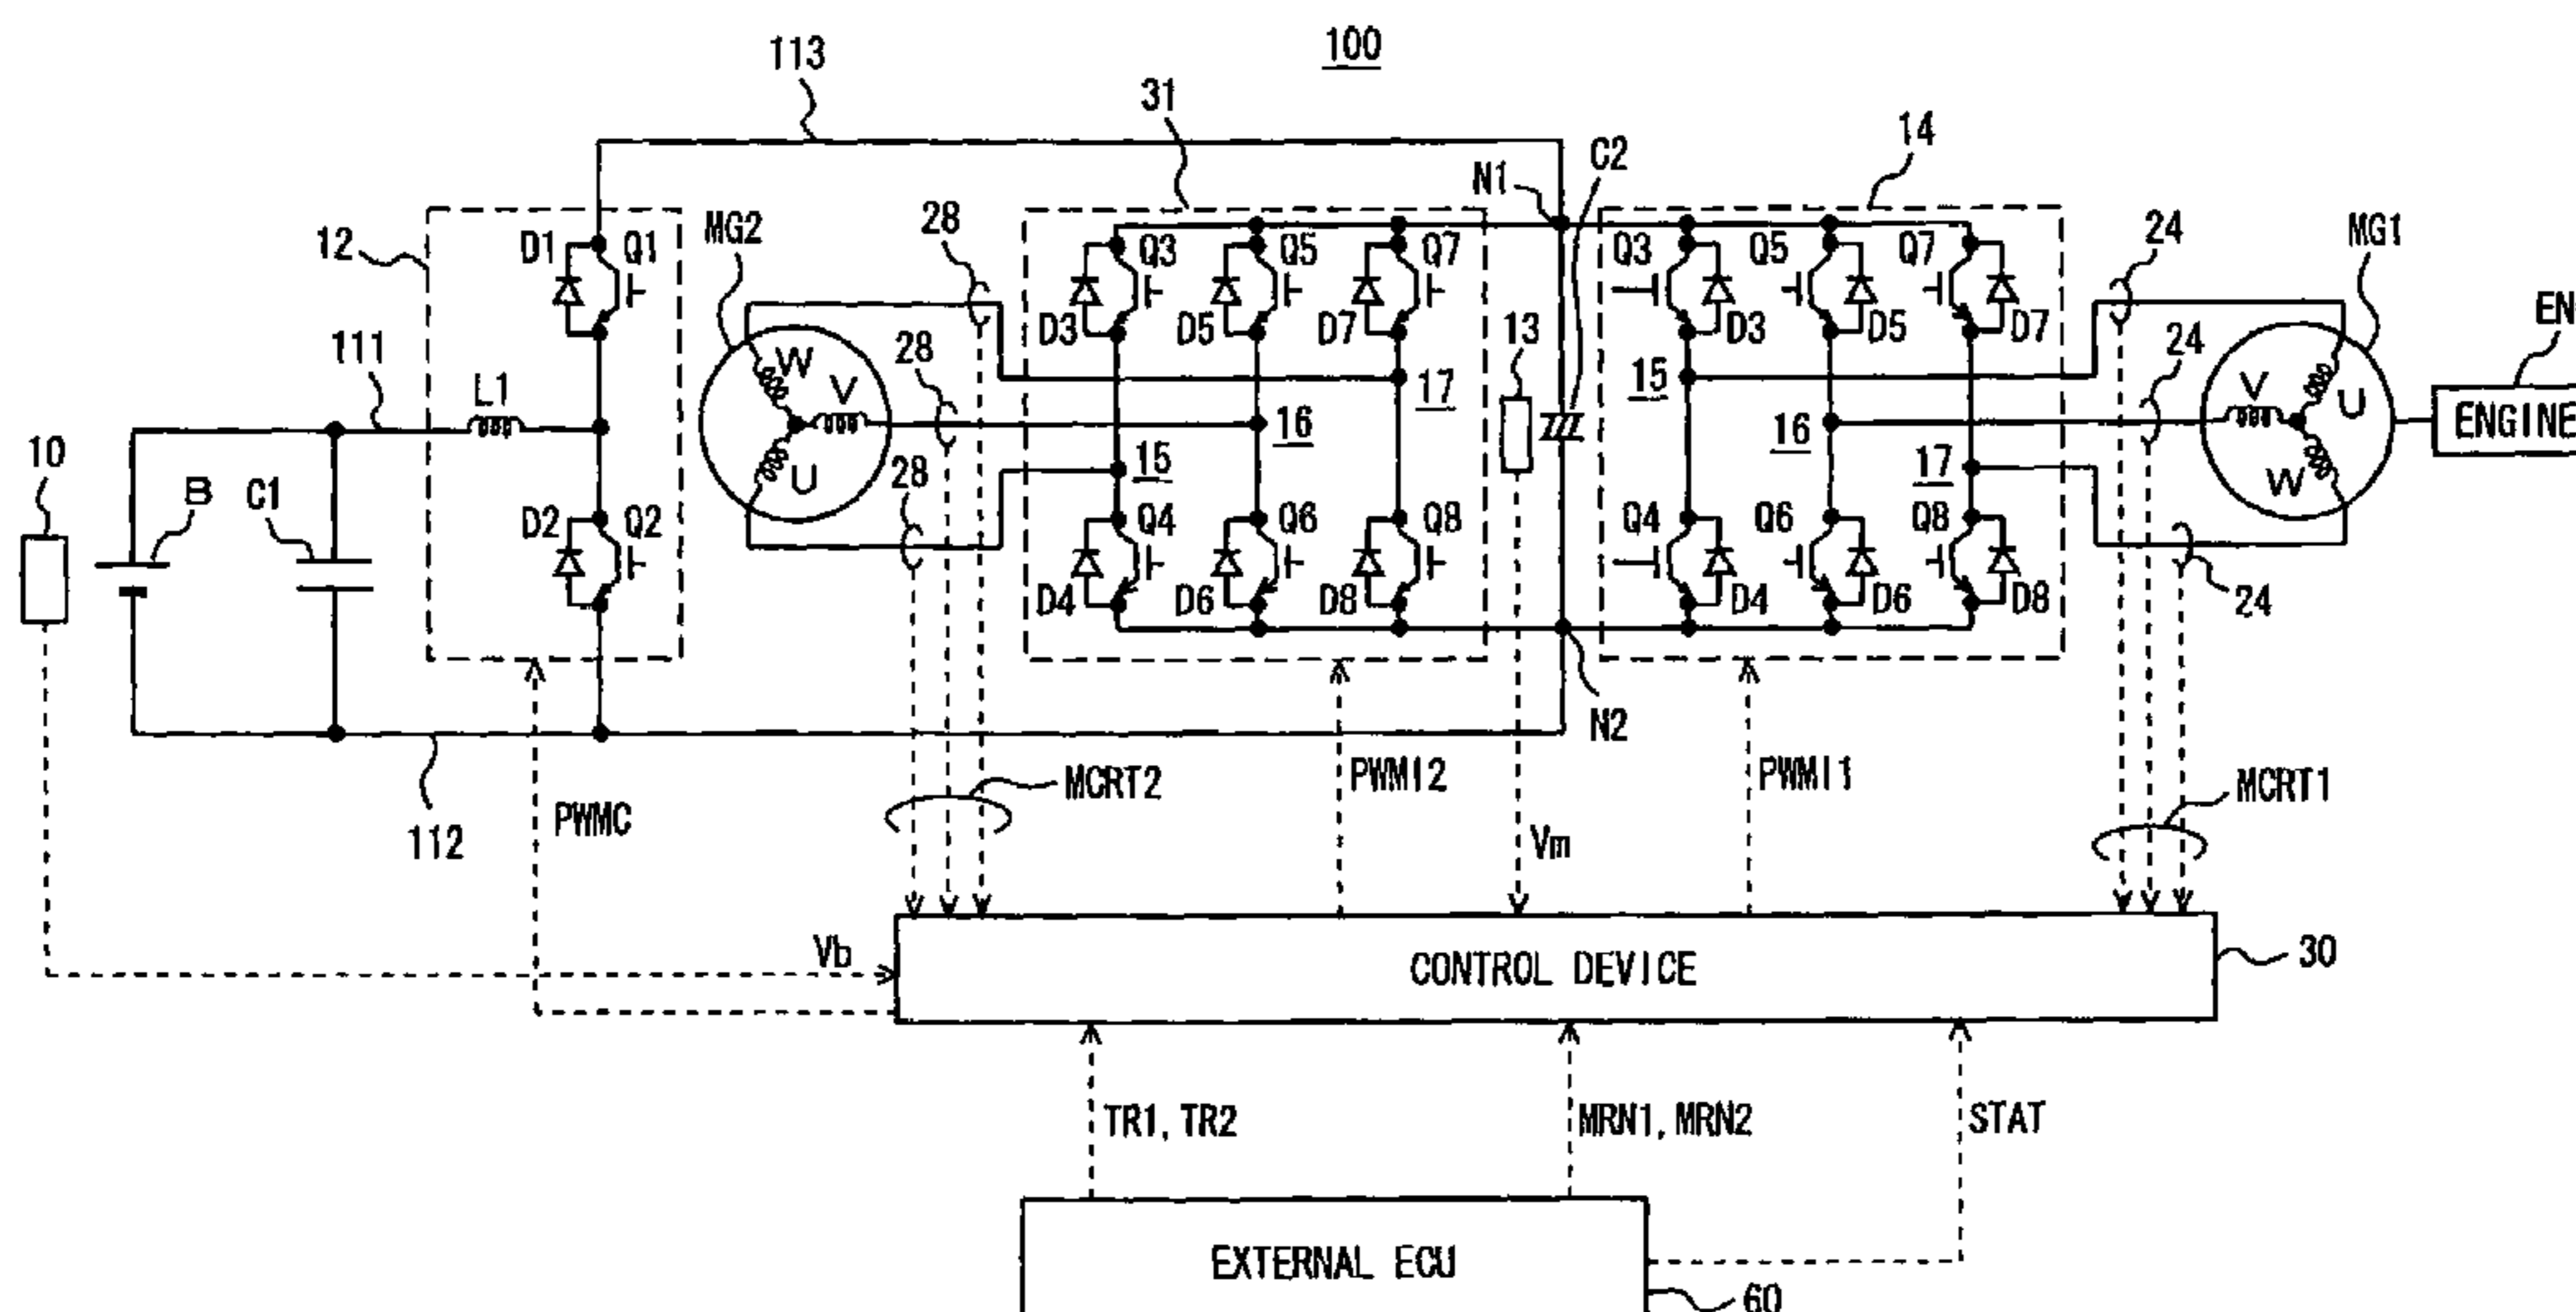 100
113
31
14
C2
N1
12
D1
Q1
MG2
28
Q3
Q5
Q7
Q3
Q5
Q7
24
MG1
D3
D5
D7
D3
D5
D7
EN
111
L1
28
W
V
U
13
15
16
17
15
16
17
24
V
U
W
ENGINE
10
B
C1
D2
Q2
28
Q4
Q6
Q8
Q4
Q6
Q8
D4
D6
D8
D4
D6
D8
24
N2
112
PWMC
MCRT2
PWMI2
Vm
PWMI1
MCRT1
Vb
CONTROL DEVICE
30
TR1, TR2
MRN1, MRN2
STAT
EXTERNAL ECU
60